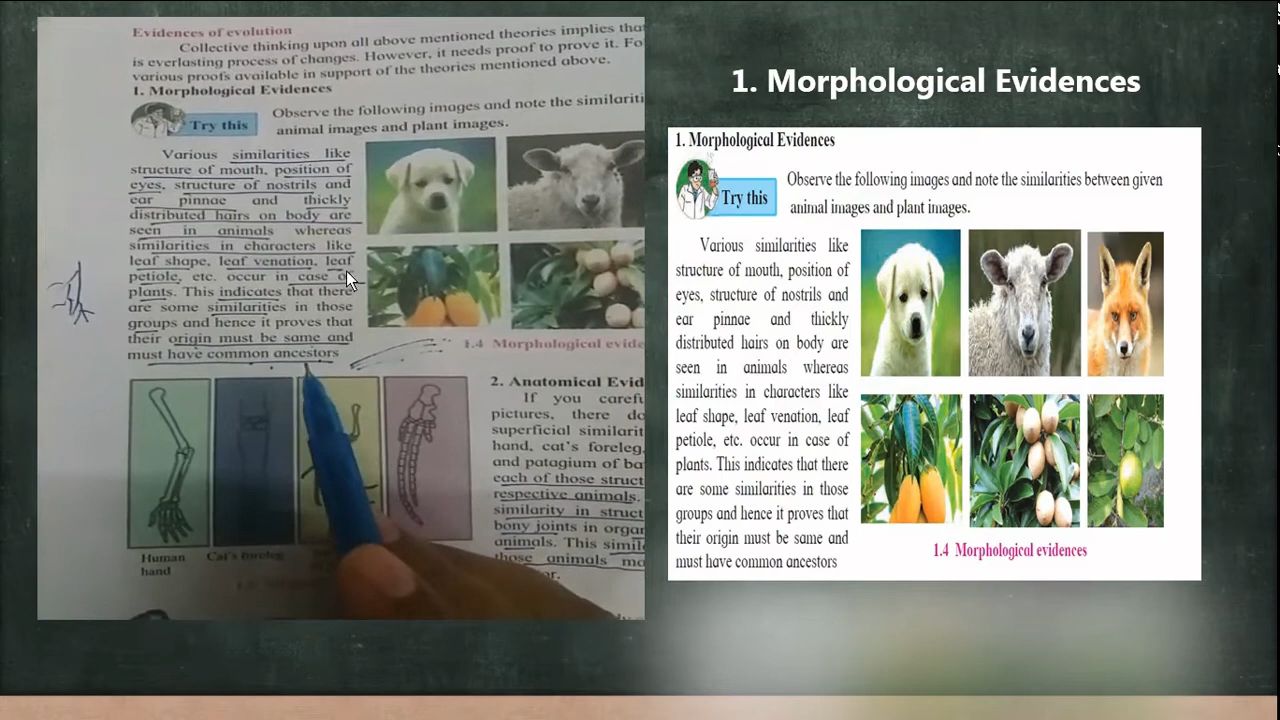 Evidences of evolution
Collective thinking upon all above mentioned theories implies that
is everlasting process of changes. However, it needs proof to prove it. Fo
various proofs available in support of the theories mentioned above.
1. Morphological Evidences
Try this
Observe the following images and note the similariti
animal images and plant images.
Various similarities like
structure of mouth, position of
eyes, structure of nostrils and
ear pinnae and thickly
distributed hairs on body are
seen in animals whereas
similarities in characters like
leaf shape, leaf venation, leaf
petiole, etc. occur in case
plants. This indicates that there
are some similarities in those
groups and hence it proves that
their origin must be same and
must have common ancestors
1.4 Morphological evide
2. Anatomical Evid
If you carefu
pictures, there do
superficial similarit
hand, cat's foreleg,
and patagium of ba
each of those struct
respective animals.
similarity in struct
bony joints in organ
animals. This simil
those animals ma
Human
hand
Cat's foreleg
1. Morphological Evidences
1. Morphological Evidences
Try this
Observe the following images and note the similarities between given
animal images and plant images.
Various similarities like
structure of mouth, position of
eyes, structure of nostrils and
ear pinnae and thickly
distributed hairs on body are
seen in animals whereas
similarities in characters like
leaf shape, leaf venation, leaf
petiole, etc. occur in case of
plants. This indicates that there
are some similarities in those
groups and hence it proves that
their origin must be same and
must have common ancestors
1.4 Morphological evidences